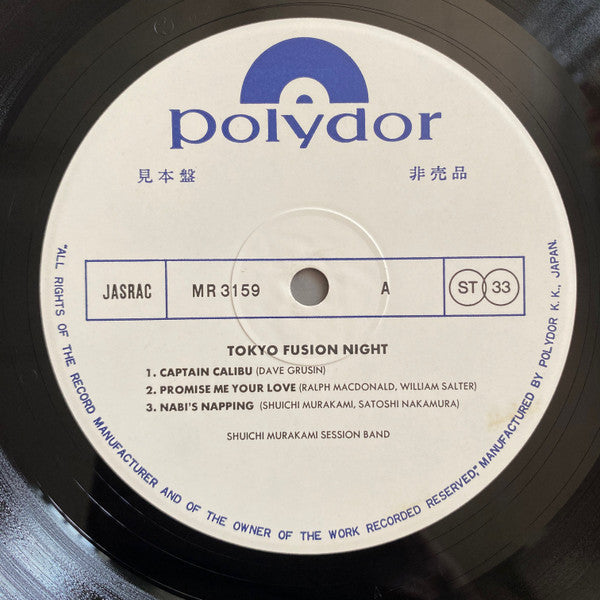 polydor
見本盤 非売品
JASRAC MR 3159 A ST 33
TOKYO FUSION NIGHT
1. CAPTAIN CALIBU (DAVE GRUSIN)
2. PROMISE ME YOUR LOVE (RALPH MACDONALD, WILLIAM SALTER)
3. NABI'S NAPPING (SHUICHI MURAKAMI, SATOSHI NAKAMURA)
SHUICHI MURAKAMI SESSION BAND
"ALL RIGHTS OF THE RECORD MANUFACTURER AND OF THE OWNER OF THE WORK RECORDED RESERVED," MANUFACTURED BY POLYDOR K. K., JAPAN.